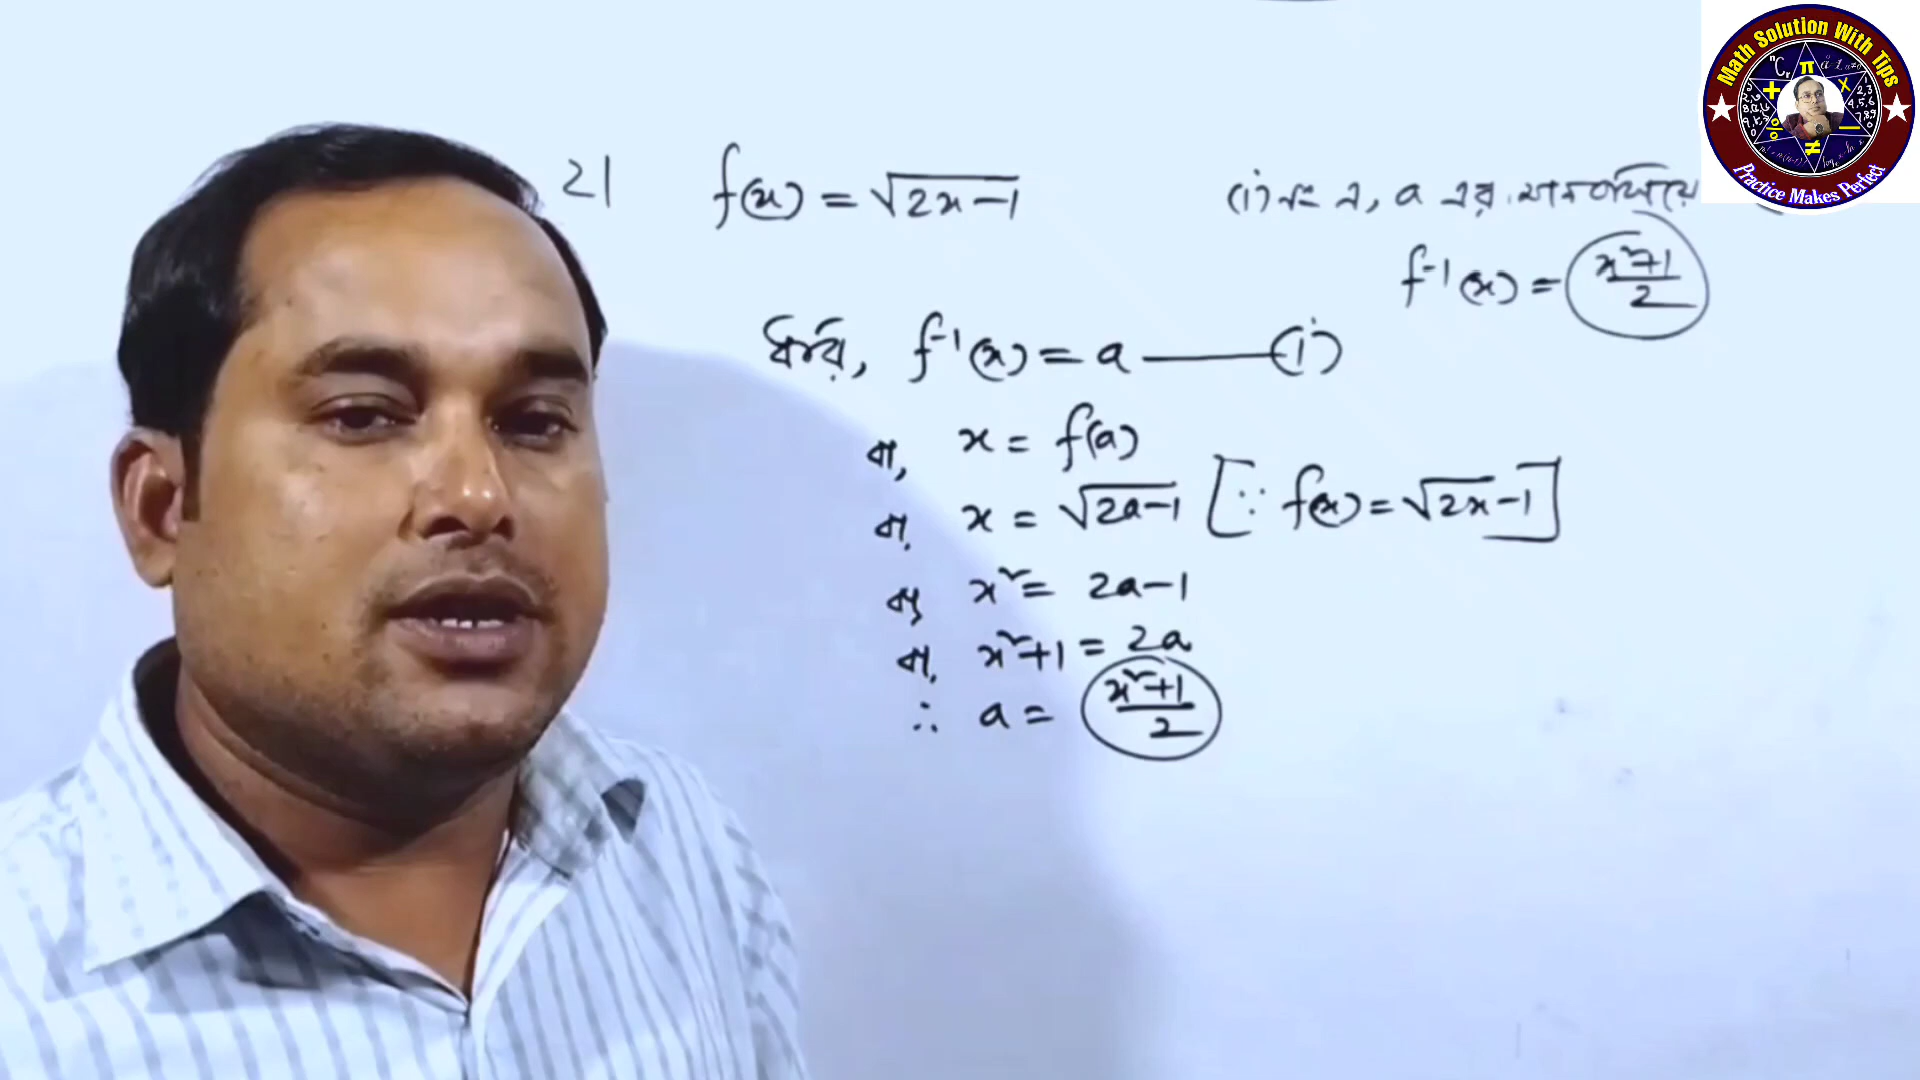 Math Solution With Tips
Practice Makes Perfect
২। f(x) = √2x-1
ধরি, f⁻¹(x) = a ——— (i)
বা, x = f(a)
বা, x = √2a-1 [∵ f(x) = √2x-1]
বা, x² = 2a-1
বা, x²+1 = 2a
∴ a = x²+1/2
(i) নং এ, a এর মান বসিয়ে
f⁻¹(x) = x²+1/2